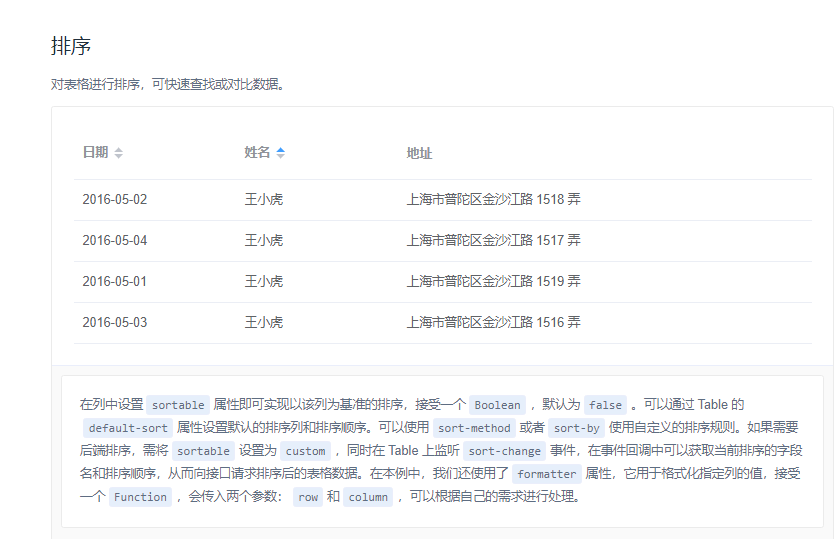 排序
对表格进行排序，可快速查找或对比数据。
日期 姓名 地址
2016-05-02 王小虎 上海市普陀区金沙江路 1518 弄
2016-05-04 王小虎 上海市普陀区金沙江路 1517 弄
2016-05-01 王小虎 上海市普陀区金沙江路 1519 弄
2016-05-03 王小虎 上海市普陀区金沙江路 1516 弄
在列中设置 sortable 属性即可实现以该列为基准的排序，接受一个 Boolean ，默认为 false 。可以通过 Table 的
default-sort 属性设置默认的排序列和排序顺序。可以使用 sort-method 或者 sort-by 使用自定义的排序规则。如果需要
后端排序，需将 sortable 设置为 custom ，同时在 Table 上监听 sort-change 事件，在事件回调中可以获取当前排序的字段
名和排序顺序，从而向接口请求排序后的表格数据。在本例中，我们还使用了 formatter 属性，它用于格式化指定列的值，接受
一个 Function ，会传入两个参数： row 和 column ，可以根据自己的需求进行处理。